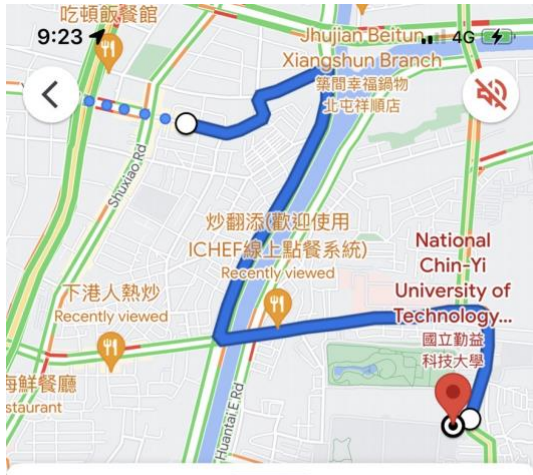 吃頓飯餐館
9:23
4G
Jhujian Beitun
Xiangshun Branch
築間幸福鍋物
北屯祥順店
Shuxiao Rd
炒翻添(歡迎使用
ICHEF線上點餐系統)
Recently viewed
National
Chin-Yi
University of
Technology...
國立勤益
科技大學
下港人熱炒
Recently viewed
海鮮餐廳
staurant
Huantai.E.Rd